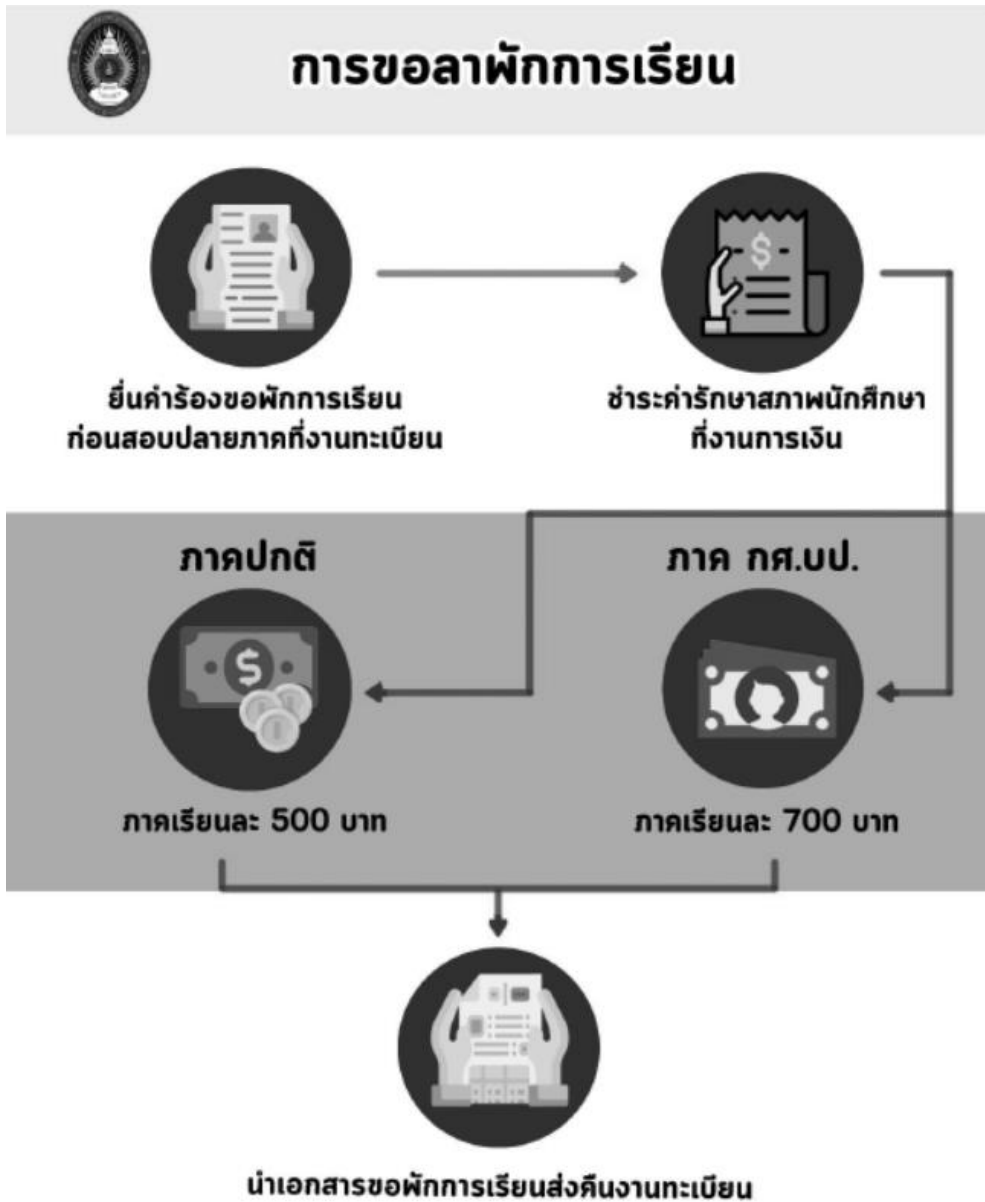 การขอลาพักการเรียน
ยื่นคำร้องขอพักการเรียน
ก่อนสอบปลายภาคที่งานทะเบียน
ชำระค่ารักษาสภาพนักศึกษา
ที่งานการเงิน
ภาคปกติ
ภาค กศ.บป.
ภาคเรียนละ 500 บาท
ภาคเรียนละ 700 บาท
นำเอกสารขอพักการเรียนส่งคืนงานทะเบียน